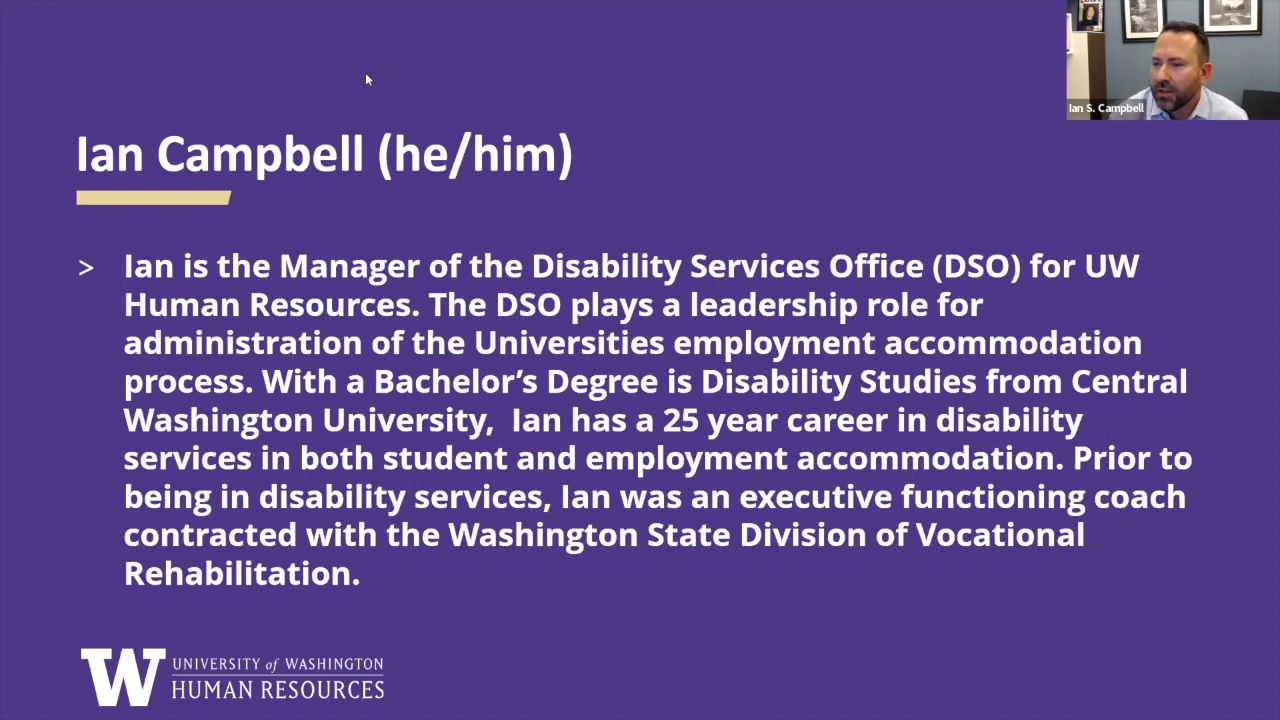 Ian S. Campbell
Ian Campbell (he/him)
> Ian is the Manager of the Disability Services Office (DSO) for UW
Human Resources. The DSO plays a leadership role for
administration of the Universities employment accommodation
process. With a Bachelor’s Degree is Disability Studies from Central
Washington University,  Ian has a 25 year career in disability
services in both student and employment accommodation. Prior to
being in disability services, Ian was an executive functioning coach
contracted with the Washington State Division of Vocational
Rehabilitation.
W UNIVERSITY of WASHINGTON
HUMAN RESOURCES